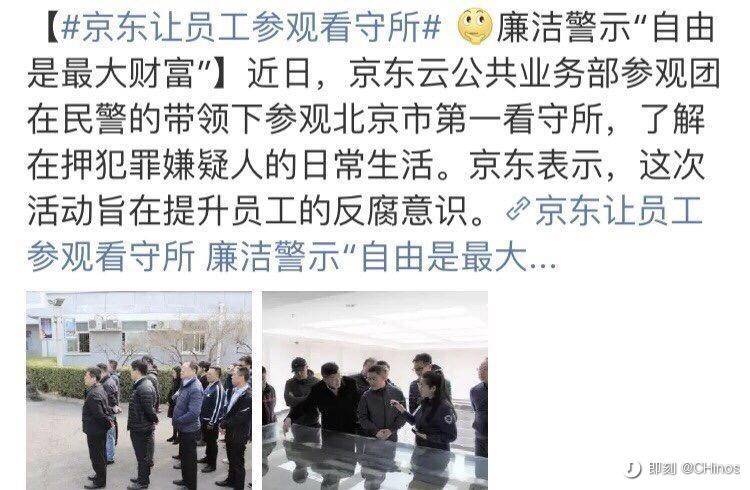 【#京东让员工参观看守所# 🤔廉洁警示“自由
是最大财富”】近日，京东云公共业务部参观团
在民警的带领下参观北京市第一看守所，了解
在押犯罪嫌疑人的日常生活。京东表示，这次
活动旨在提升员工的反腐意识。京东让员工
参观看守所 廉洁警示“自由是最大...
即刻 @CHinos